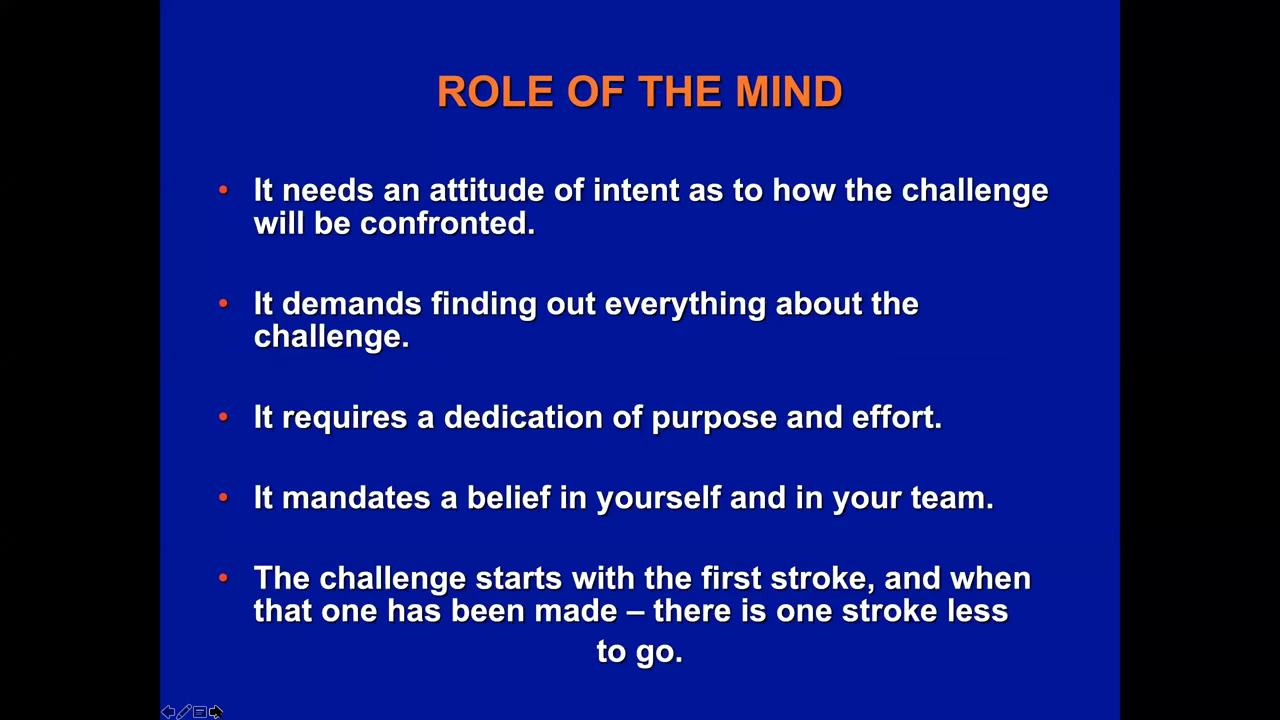 ROLE OF THE MIND
• It needs an attitude of intent as to how the challenge
will be confronted.
• It demands finding out everything about the
challenge.
• It requires a dedication of purpose and effort.
• It mandates a belief in yourself and in your team.
• The challenge starts with the first stroke, and when
that one has been made – there is one stroke less
to go.